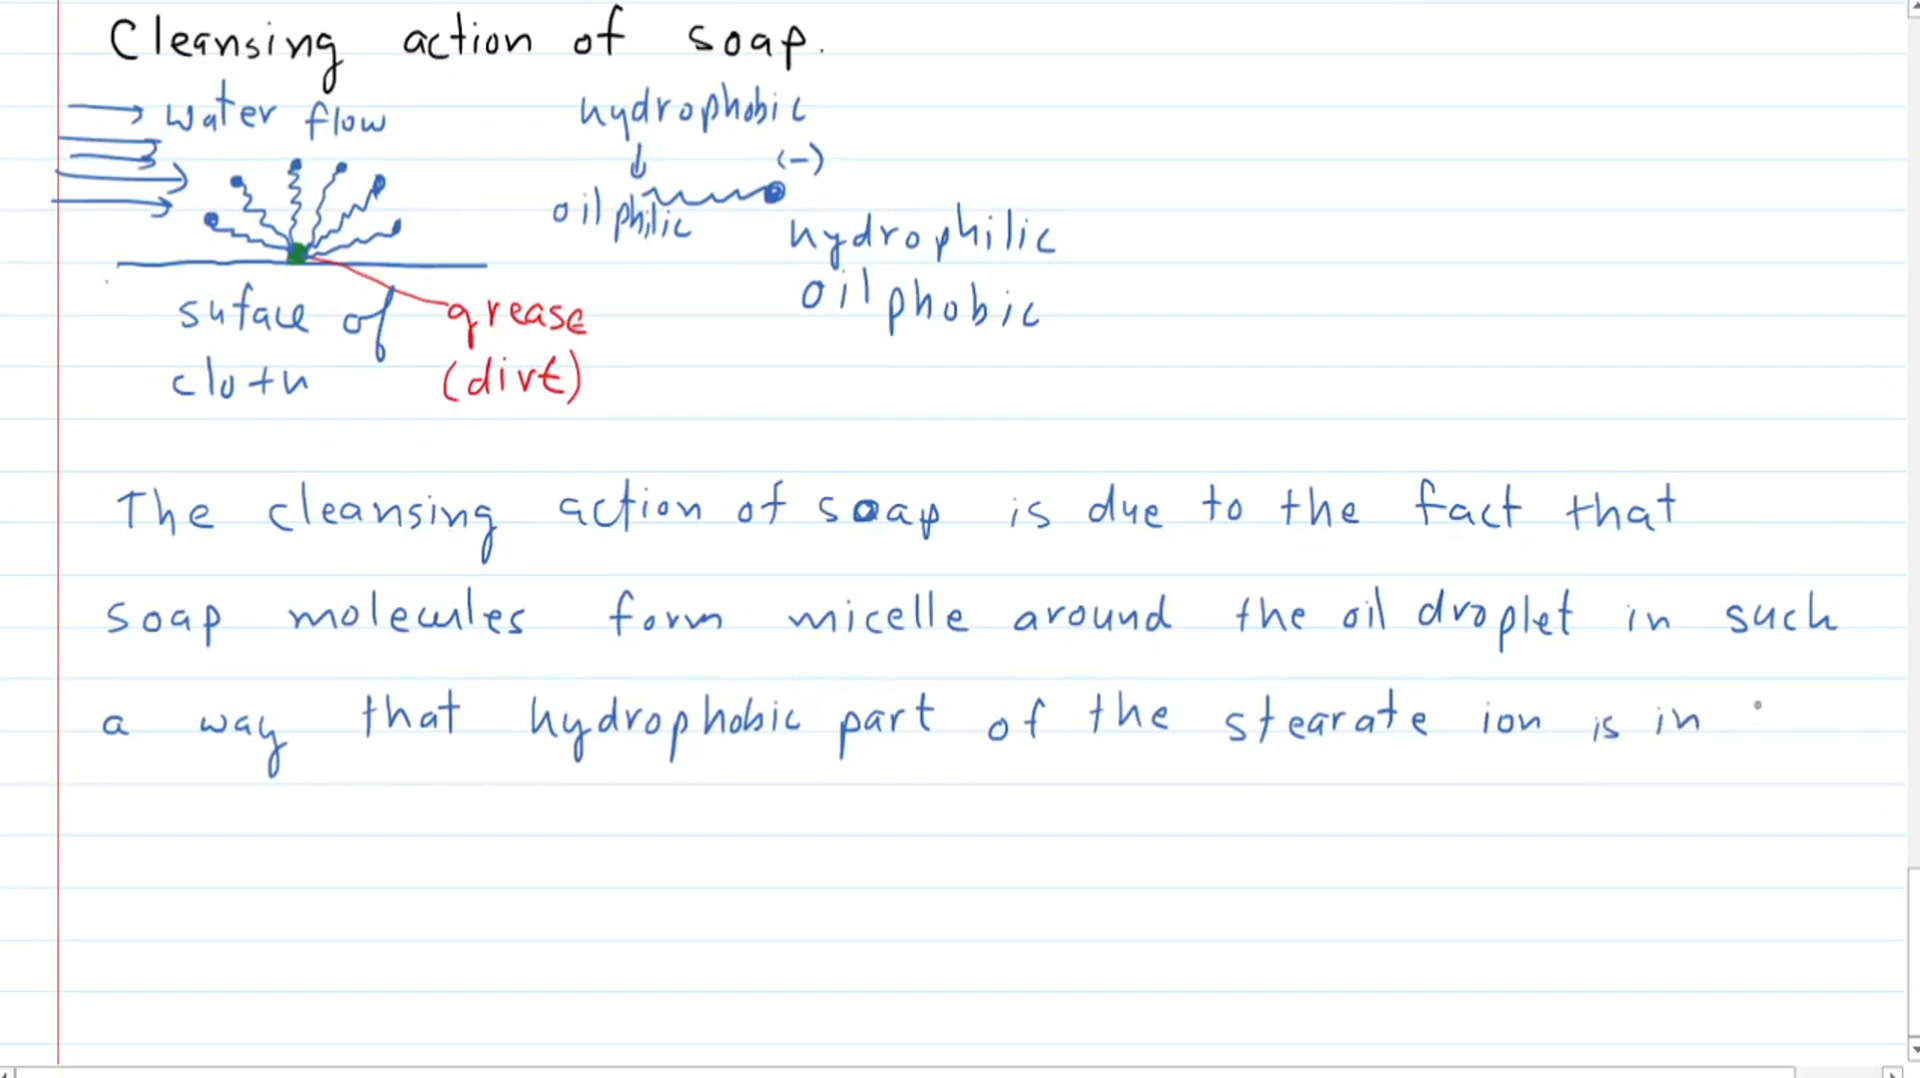 Cleansing action of soap.
water flow
hydrophobic
(-)
oil philic
hydrophilic
oil phobic
suface of
cloth
grease
(dirt)
The cleansing action of soap is due to the fact that
soap molecules form micelle around the oil droplet in such
a way that hydrophobic part of the stearate ion is in